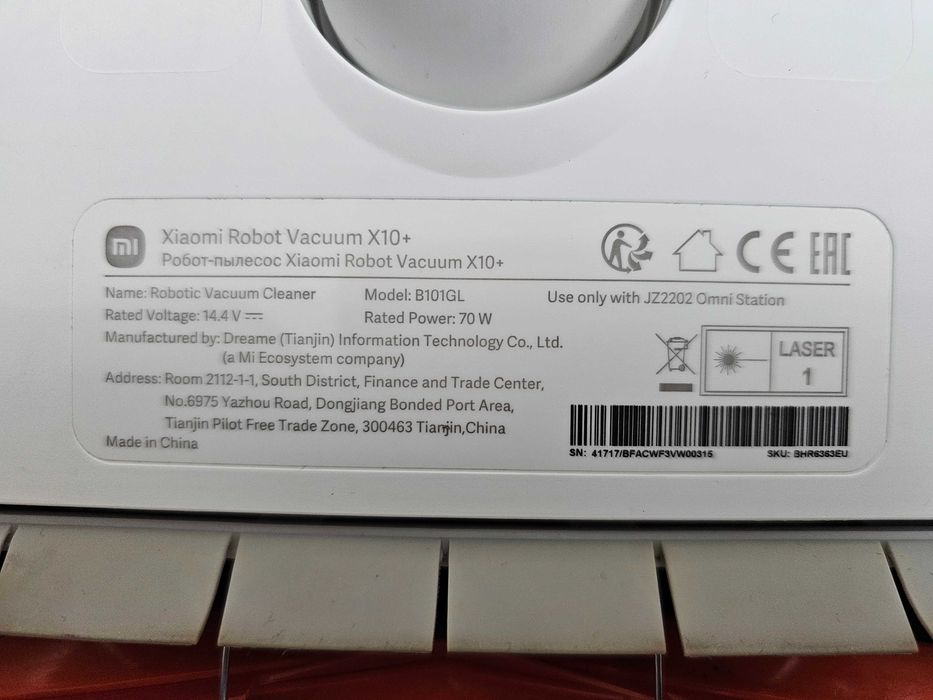 mi
Xiaomi Robot Vacuum X10+
Робот-пылесос Xiaomi Robot Vacuum X10+
CE EAC
Name: Robotic Vacuum Cleaner
Model: B101GL
Use only with JZ2202 Omni Station
Rated Voltage: 14.4 V
Rated Power: 70 W
Manufactured by: Dreame (Tianjin) Information Technology Co., Ltd.
(a Mi Ecosystem company)
Address: Room 2112-1-1, South District, Finance and Trade Center,
No.6975 Yazhou Road, Dongjiang Bonded Port Area,
Tianjin Pilot Free Trade Zone, 300463 Tianjin,China
Made in China
LASER
1
SN: 41717/BFACWF3VW00315
SKU: BHR6363EU